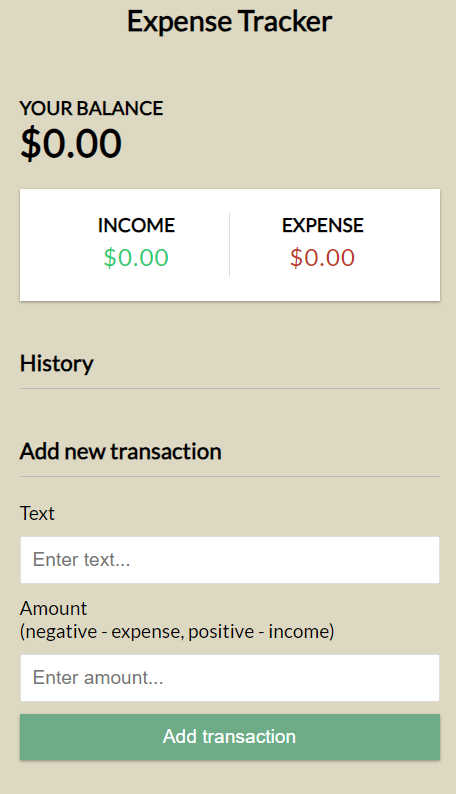 Expense Tracker
YOUR BALANCE
$0.00
INCOME EXPENSE
$0.00 $0.00
History
Add new transaction
Text
Enter text...
Amount
(negative - expense, positive - income)
Enter amount...
Add transaction